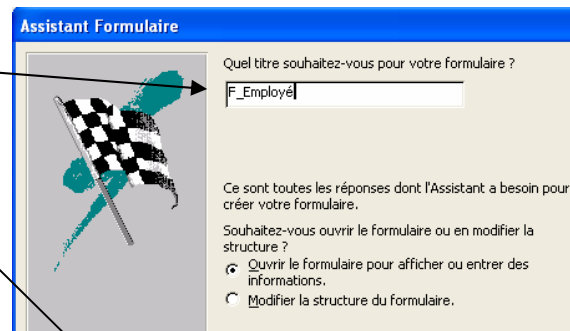 Assistant Formulaire
Quel titre souhaitez-vous pour votre formulaire ?
F_Employé
Ce sont toutes les réponses dont l'Assistant a besoin pour
créer votre formulaire.
Souhaitez-vous ouvrir le formulaire ou en modifier la
structure ?
Ouvrir le formulaire pour afficher ou entrer des
informations.
Modifier la structure du formulaire.